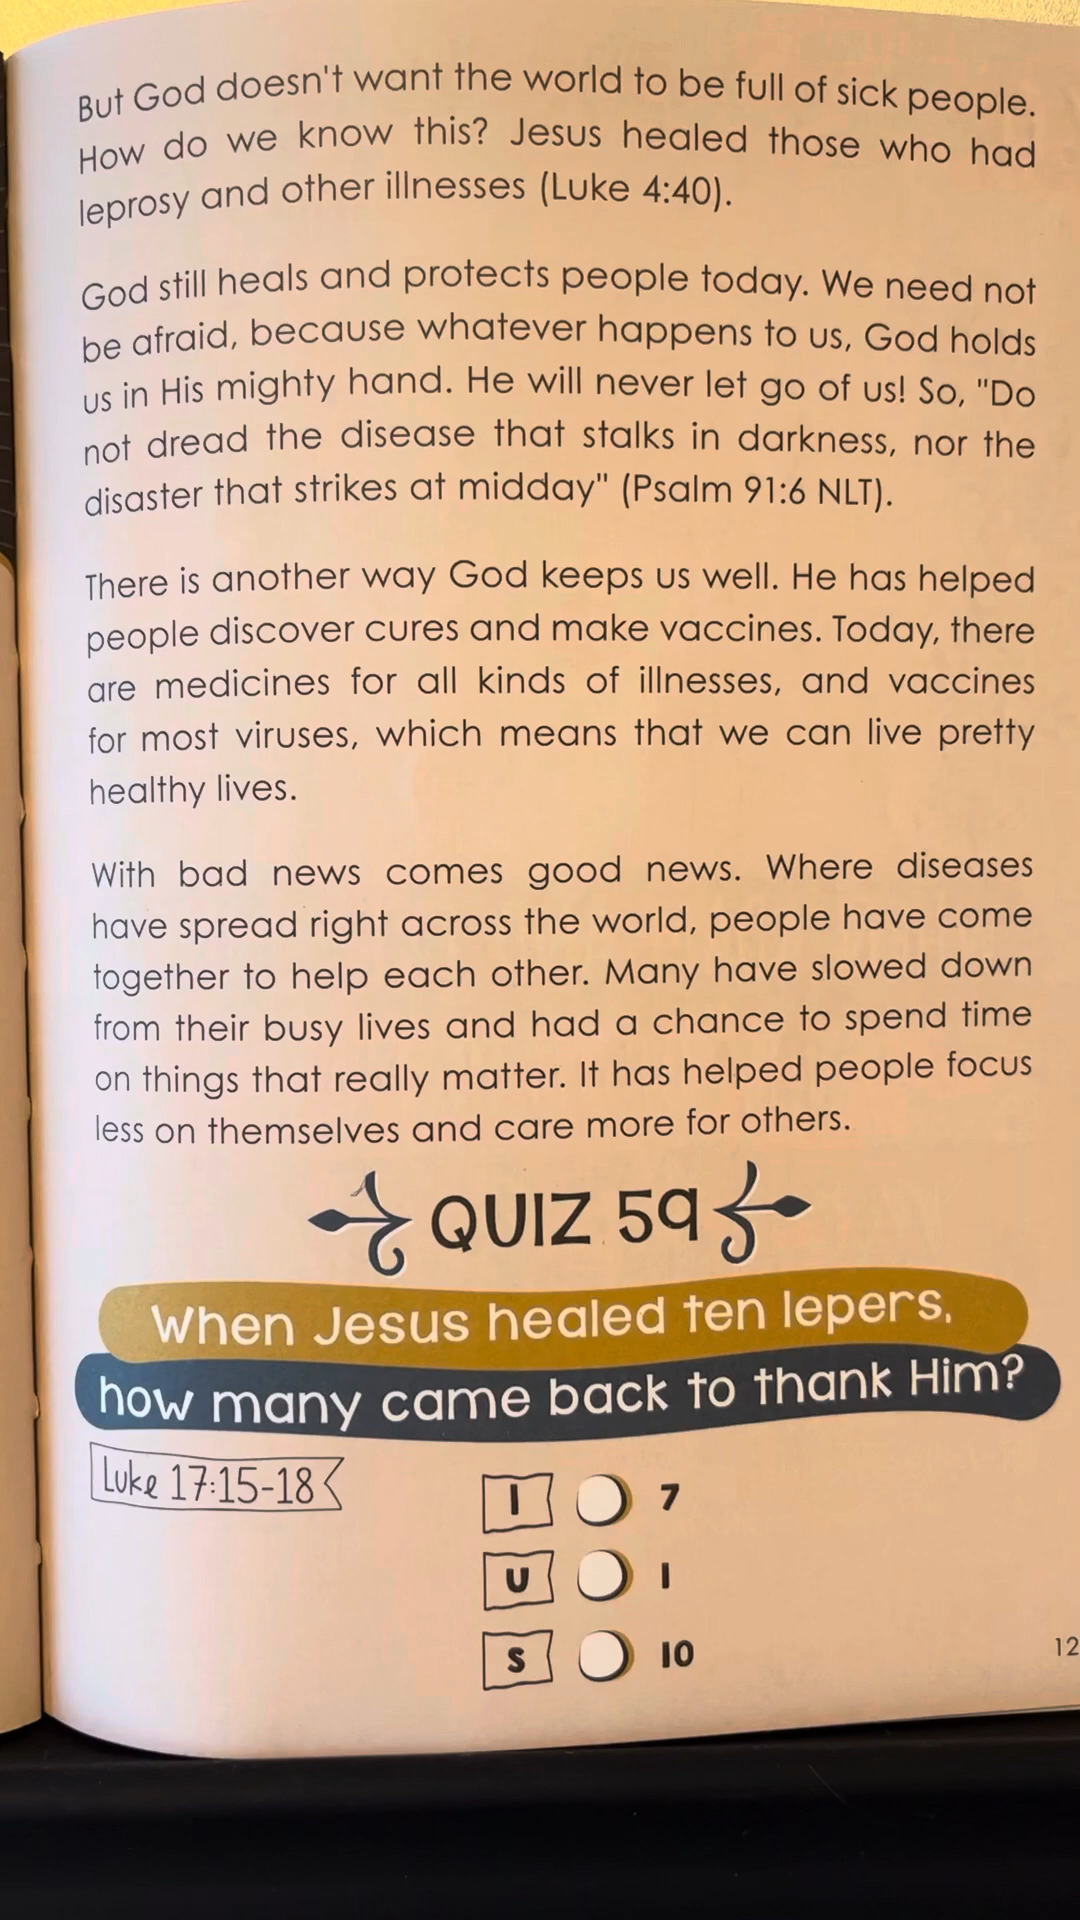 But God doesn't want the world to be full of sick people.
How do we know this? Jesus healed those who had
leprosy and other illnesses (Luke 4:40).
God still heals and protects people today. We need not
be afraid, because whatever happens to us, God holds
us in His mighty hand. He will never let go of us! So, "Do
not dread the disease that stalks in darkness, nor the
disaster that strikes at midday" (Psalm 91:6 NLT).
There is another way God keeps us well. He has helped
people discover cures and make vaccines. Today, there
are medicines for all kinds of illnesses, and vaccines
for most viruses, which means that we can live pretty
healthy lives.
With bad news comes good news. Where diseases
have spread right across the world, people have come
together to help each other. Many have slowed down
from their busy lives and had a chance to spend time
on things that really matter. It has helped people focus
less on themselves and care more for others.
QUIZ 59
When Jesus healed ten lepers,
how many came back to thank Him?
Luke 17:15-18
I 7
U 1
S 10